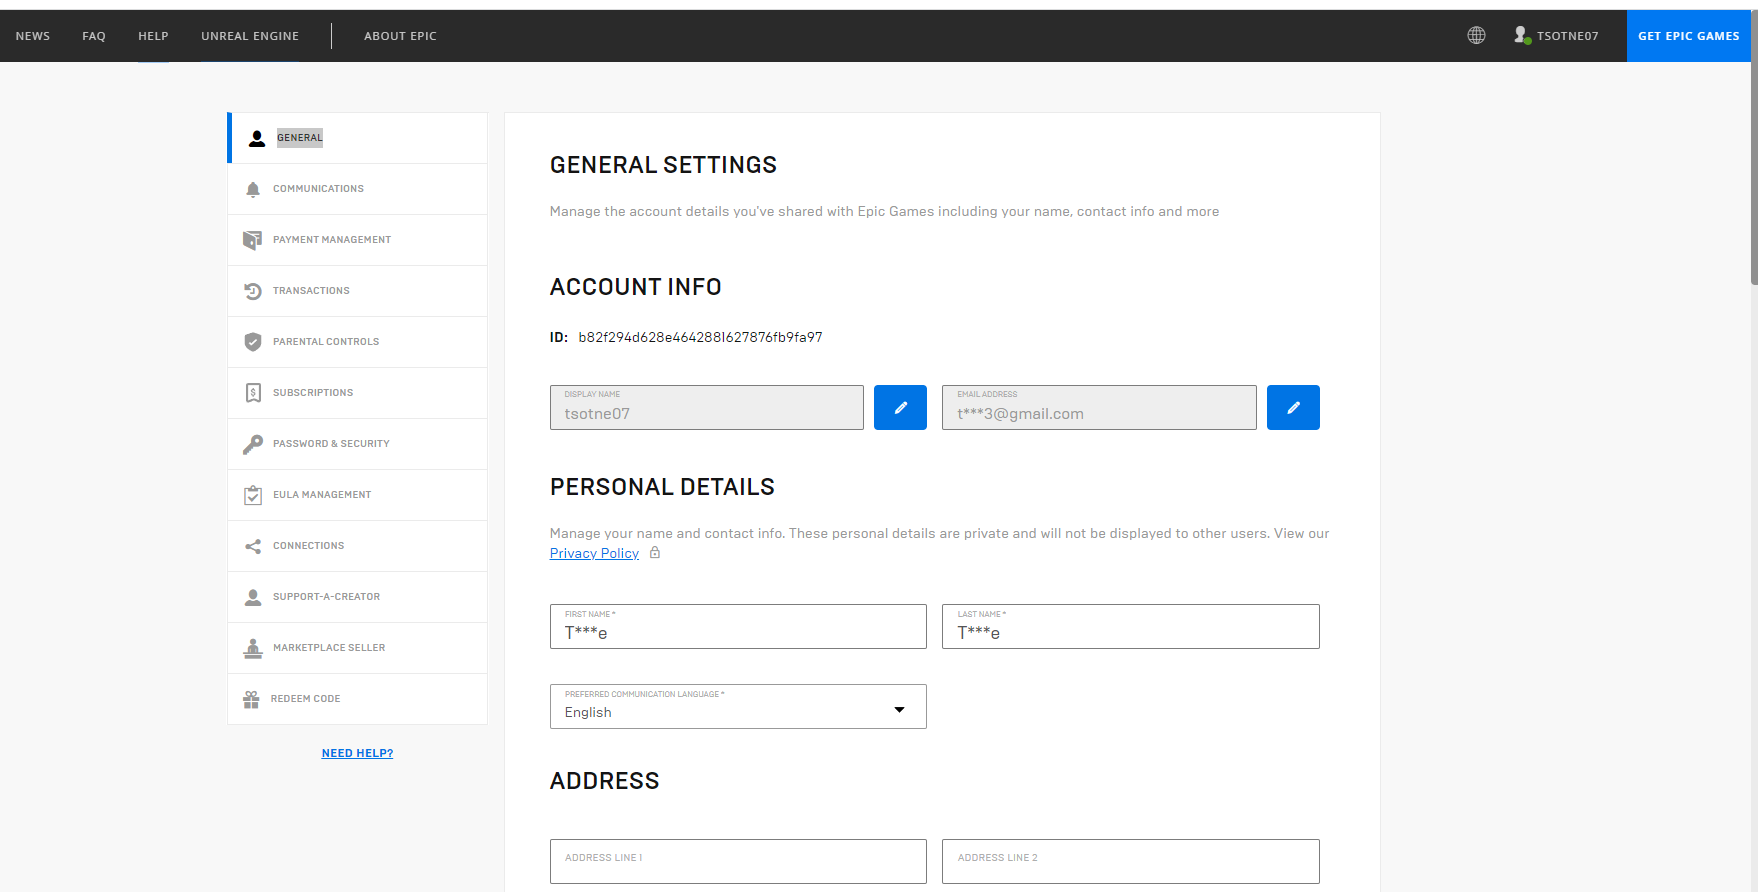 NEWS FAQ HELP UNREAL ENGINE ABOUT EPIC TSOTNE07 GET EPIC GAMES
GENERAL
COMMUNICATIONS
PAYMENT MANAGEMENT
TRANSACTIONS
PARENTAL CONTROLS
SUBSCRIPTIONS
PASSWORD & SECURITY
EULA MANAGEMENT
CONNECTIONS
SUPPORT-A-CREATOR
MARKETPLACE SELLER
REDEEM CODE
NEED HELP?
GENERAL SETTINGS
Manage the account details you've shared with Epic Games including your name, contact info and more
ACCOUNT INFO
ID: b82f294d628e4642881627876fb9fa97
DISPLAY NAME
tsotne07
EMAIL ADDRESS
t***3@gmail.com
PERSONAL DETAILS
Manage your name and contact info. These personal details are private and will not be displayed to other users. View our
Privacy Policy
FIRST NAME *
T***e
LAST NAME *
T***e
PREFERRED COMMUNICATION LANGUAGE *
English
ADDRESS
ADDRESS LINE 1
ADDRESS LINE 2